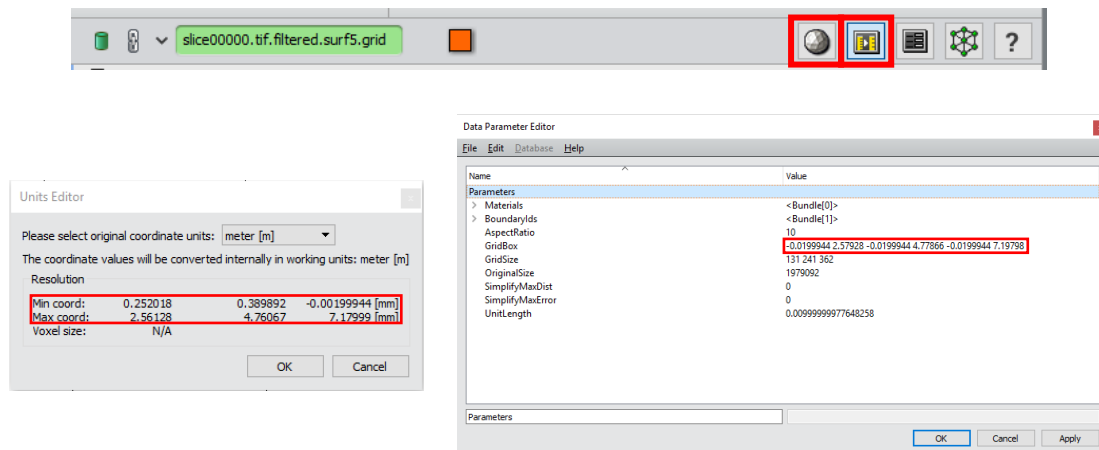 slice00000.tif.filtered.surf5.grid
?
Units Editor
x
Please select original coordinate units: meter [m]
The coordinate values will be converted internally in working units: meter [m]
Resolution
Min coord: 0.252018 0.389892 -0.00199944 [mm]
Max coord: 2.56128 4.76067 7.17999 [mm]
Voxel size: N/A
OK Cancel
Data Parameter Editor
File Edit Database Help
Name Value
Parameters
> Materials <Bundle[0]>
> BoundaryIds <Bundle[1]>
AspectRatio 10
GridBox -0.0199944 2.57928 -0.0199944 4.77866 -0.0199944 7.19798
GridSize 131 241 362
OriginalSize 1979092
SimplifyMaxDist 0
SimplifyMaxError 0
UnitLength 0.00999999977648258
Parameters
OK Cancel Apply